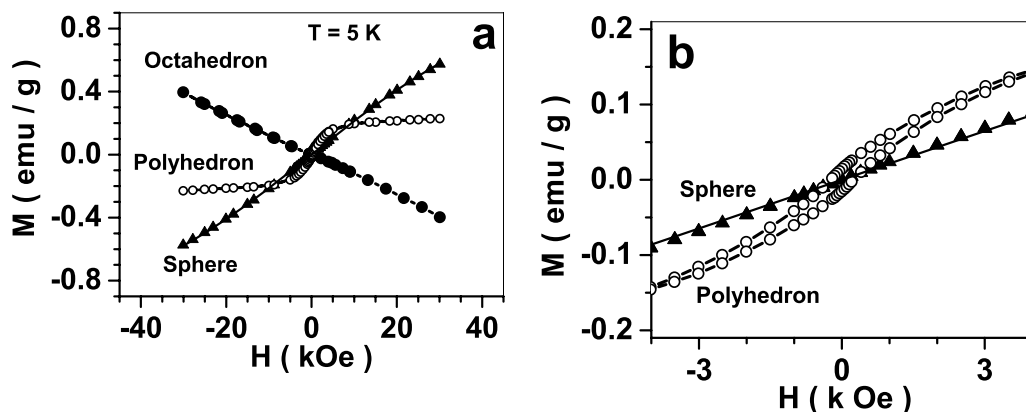 a
T = 5 K
Octahedron
Polyhedron
Sphere
M ( emu / g )
0.8
0.4
0.0
-0.4
-0.8
-40 -20 0 20 40
H ( kOe )
b
Sphere
Polyhedron
M ( emu / g )
0.2
0.1
0.0
-0.1
-0.2
-3 0 3
H ( k Oe )